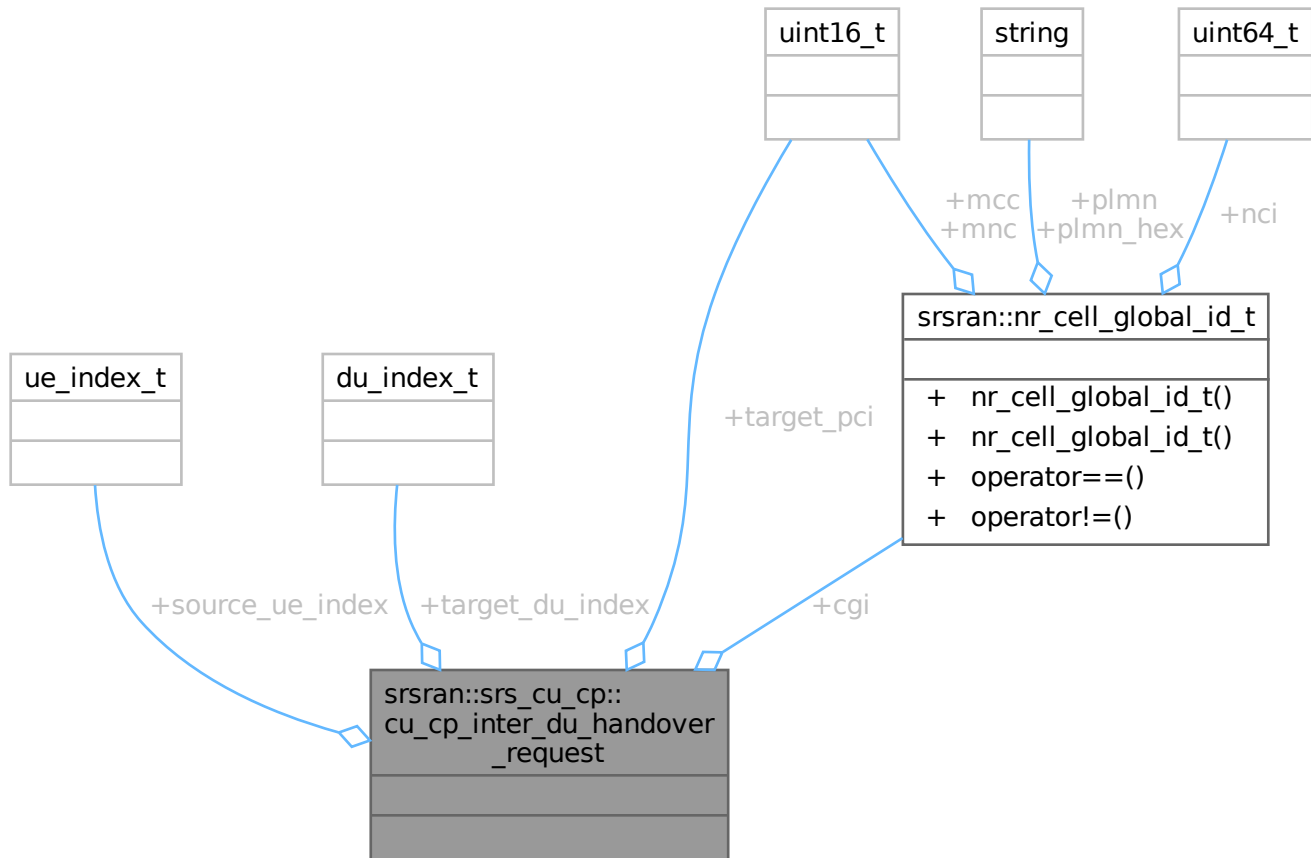 uint16_t
string
uint64_t
+mcc
+mnc
+plmn
+plmn_hex
+nci
srsran::nr_cell_global_id_t
+ nr_cell_global_id_t()
+ nr_cell_global_id_t()
+ operator==()
+ operator!=()
ue_index_t
du_index_t
+target_pci
+source_ue_index
+target_du_index
+cgi
srsran::srs_cu_cp::
cu_cp_inter_du_handover
_request